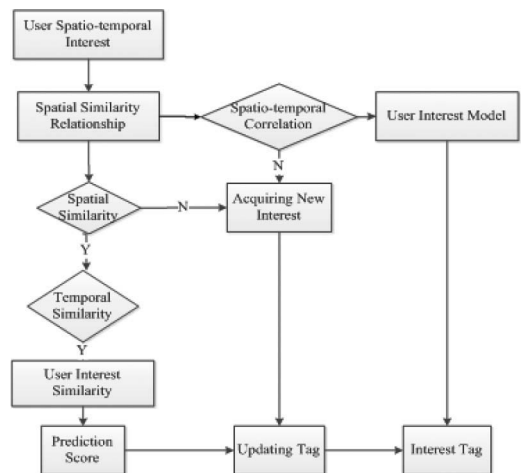 User Spatio-temporal
Interest
Spatial Similarity
Relationship
Spatio-temporal
Correlation
User Interest Model
N
Spatial
Similarity
N
Acquiring New
Interest
Y
Temporal
Similarity
Y
User Interest
Similarity
Prediction
Score
Updating Tag
Interest Tag